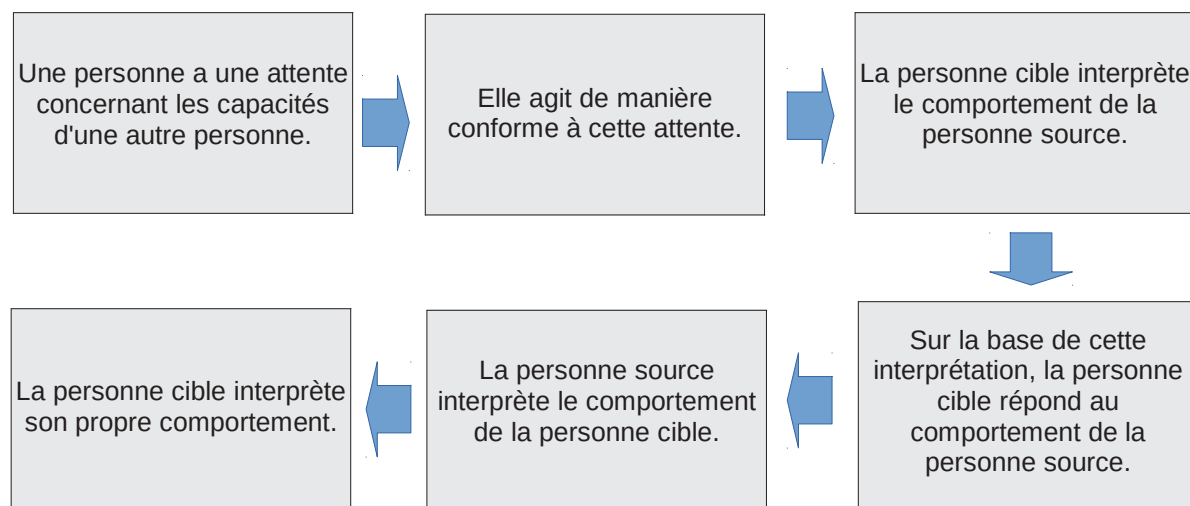 Une personne a une attente
concernant les capacités
d'une autre personne.
Elle agit de manière
conforme à cette attente.
La personne cible interprète
le comportement de la
personne source.
Sur la base de cette
interprétation, la personne
cible répond au
comportement de la
personne source.
La personne source
interprète le comportement
de la personne cible.
La personne cible interprète
son propre comportement.